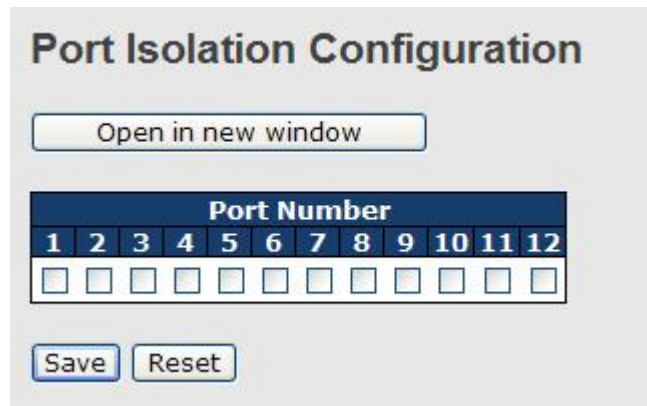 Port Isolation Configuration
Open in new window
Port Number
1 2 3 4 5 6 7 8 9 10 11 12
Save Reset